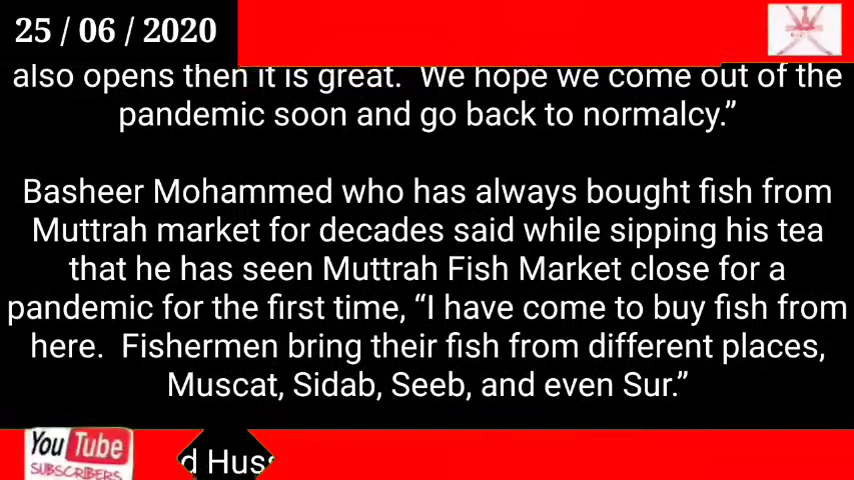 25 / 06 / 2020
also opens then it is great. We hope we come out of the
pandemic soon and go back to normalcy.”
Basheer Mohammed who has always bought fish from
Muttrah market for decades said while sipping his tea
that he has seen Muttrah Fish Market close for a
pandemic for the first time, “I have come to buy fish from
here. Fishermen bring their fish from different places,
Muscat, Sidab, Seeb, and even Sur.”
You Tube
SUBSCRIBERS